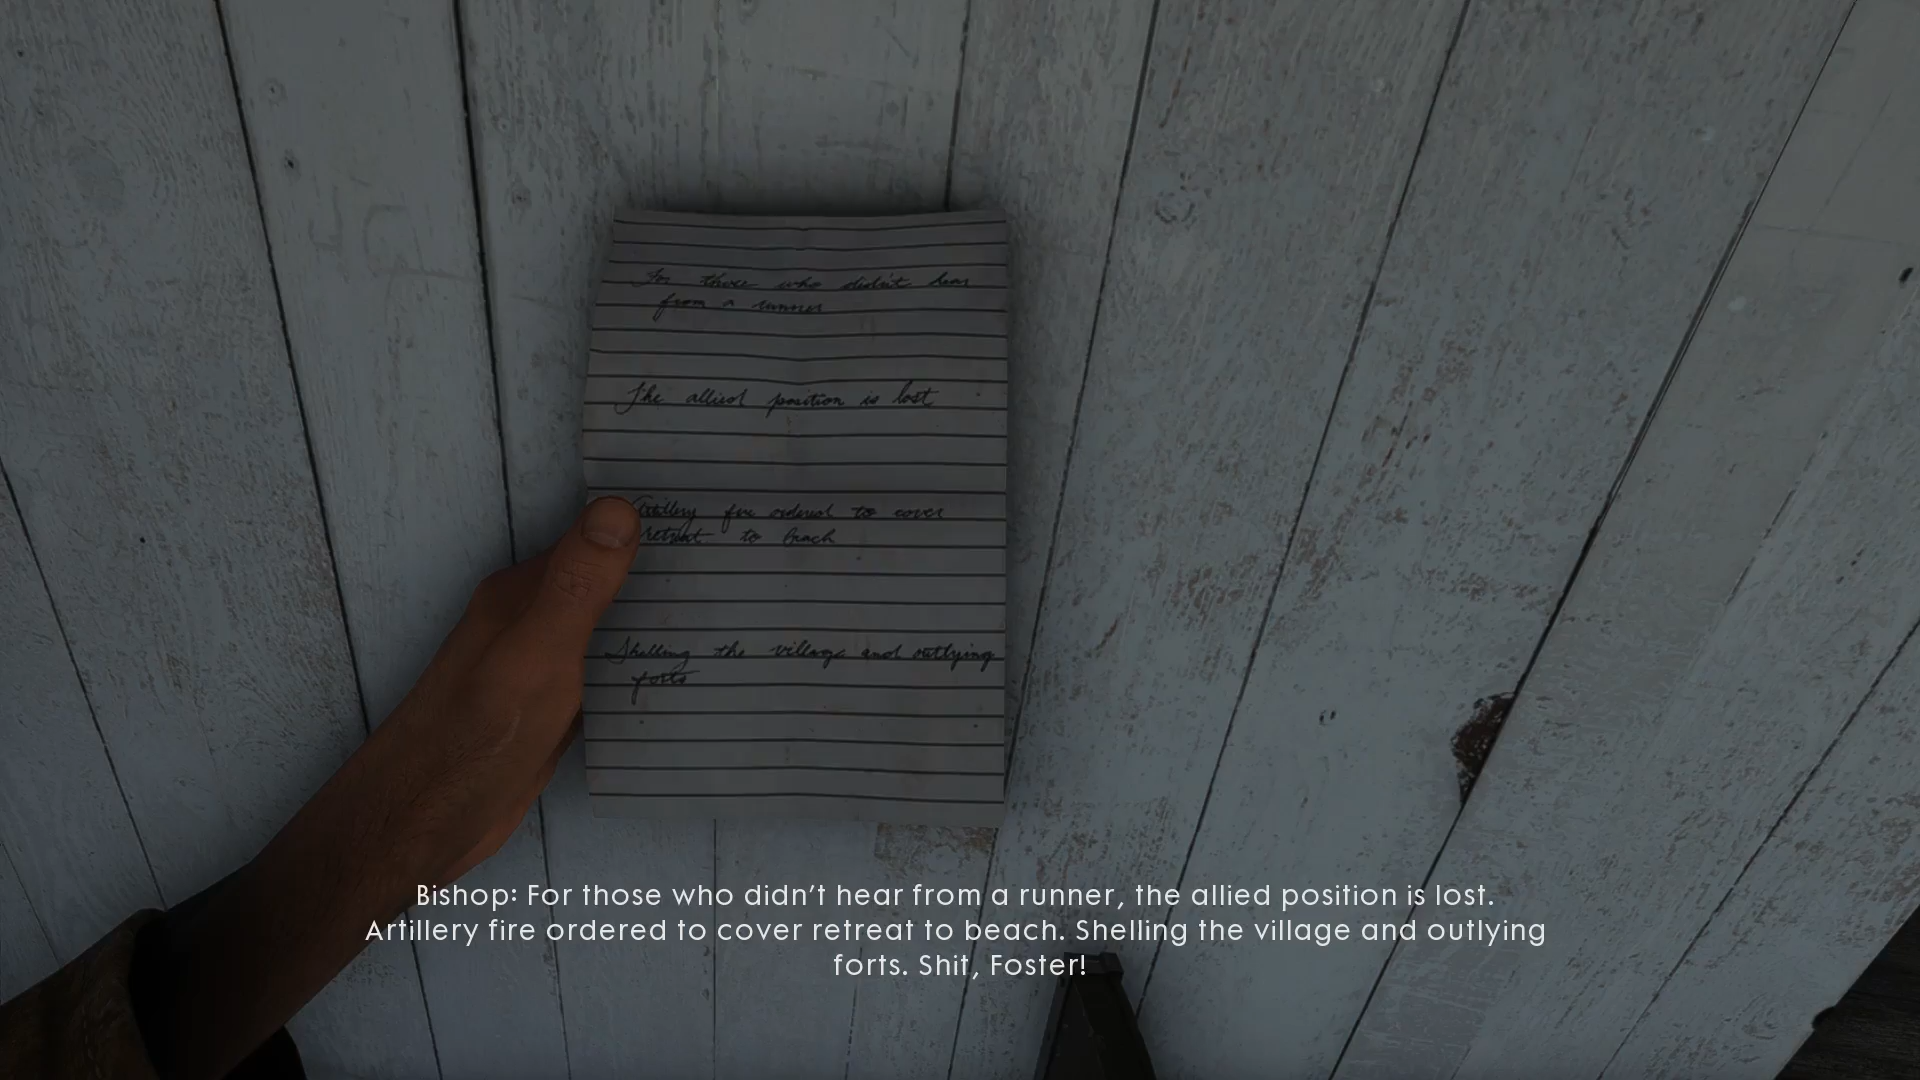 For those who didn't hear
from a runner
The allied position is lost
Artillery fire ordered to cover
retreat to beach
Shelling the village and outlying
forts
Bishop: For those who didn't hear from a runner, the allied position is lost.
Artillery fire ordered to cover retreat to beach. Shelling the village and outlying
forts. Shit, Foster!